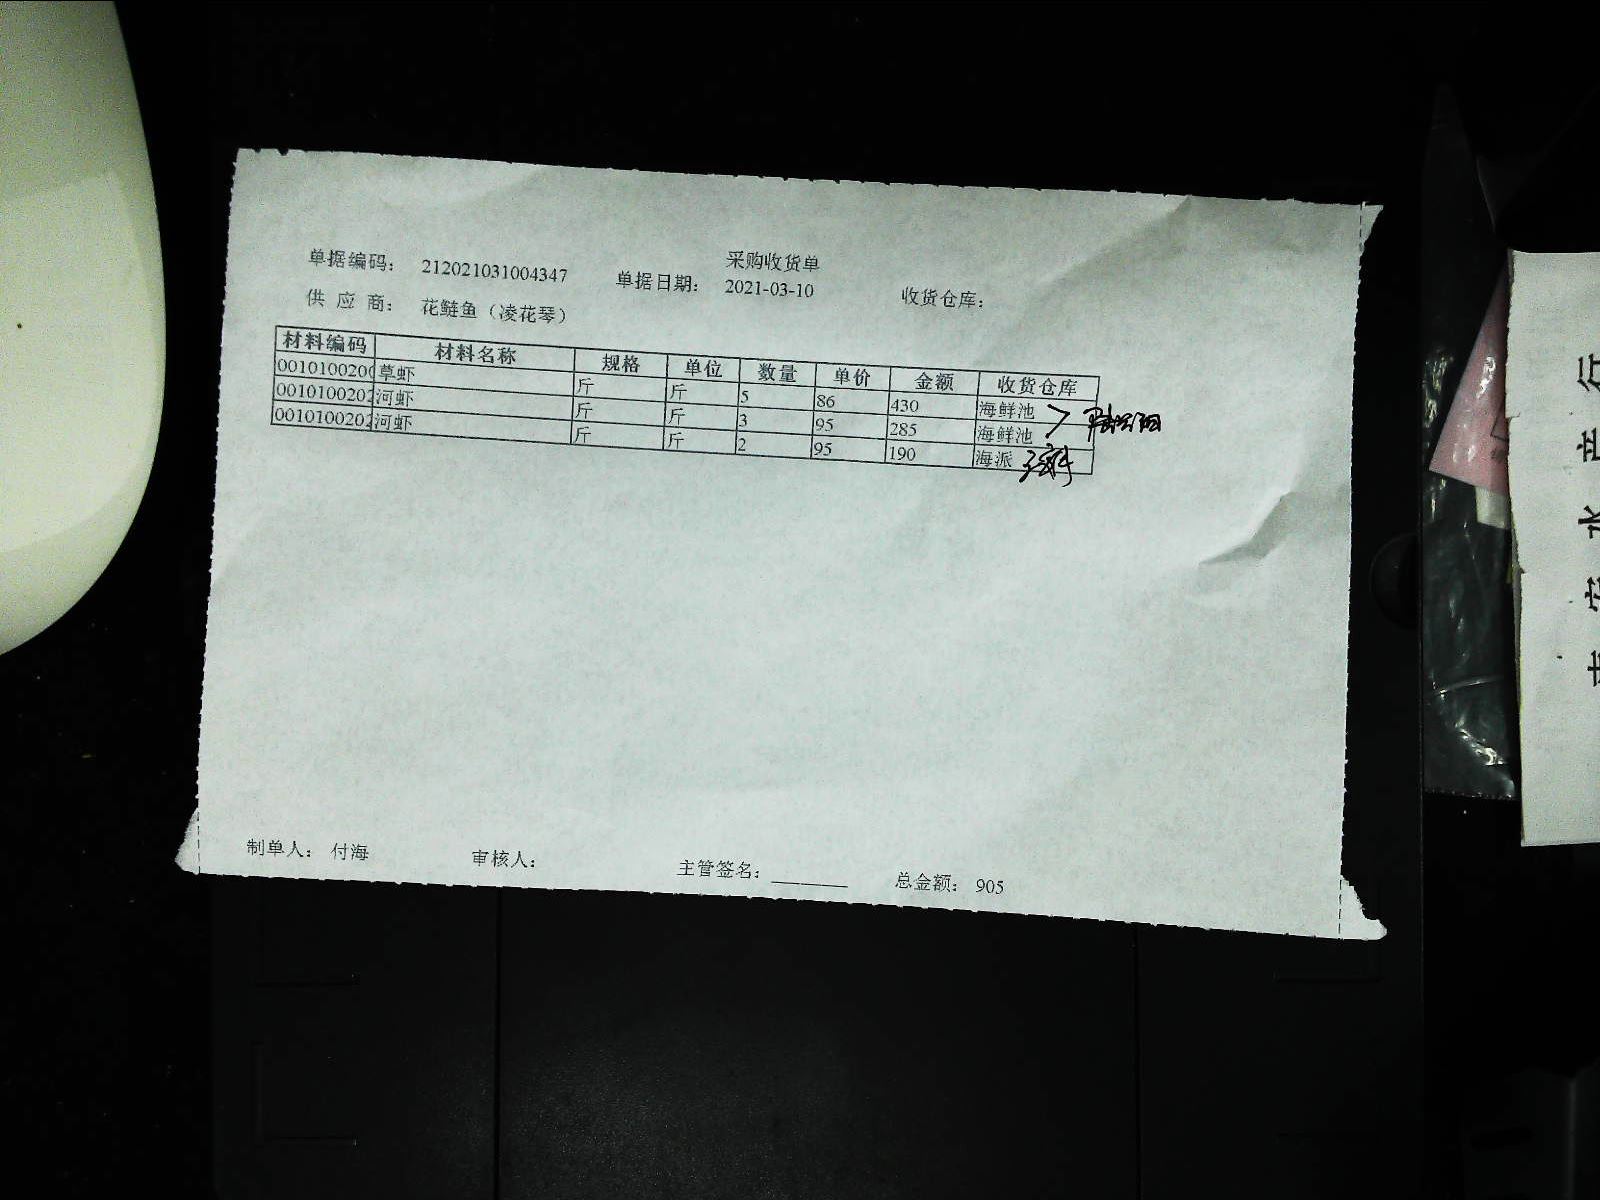 采购收货单
单据编码： 212021031004347 单据日期： 2021-03-10 收货仓库：
供 应 商： 花鲢鱼（凌花琴）
材料编码 材料名称 规格 单位 数量 单价 金额 收货仓库
0010100200 草虾 斤 斤 5 86 430 海鲜池
0010100202 河虾 斤 斤 3 95 285 海鲜池
0010100202 河虾 斤 斤 2 95 190 海派
制单人： 付海 审核人： 主管签名： 总金额： 905
行
水